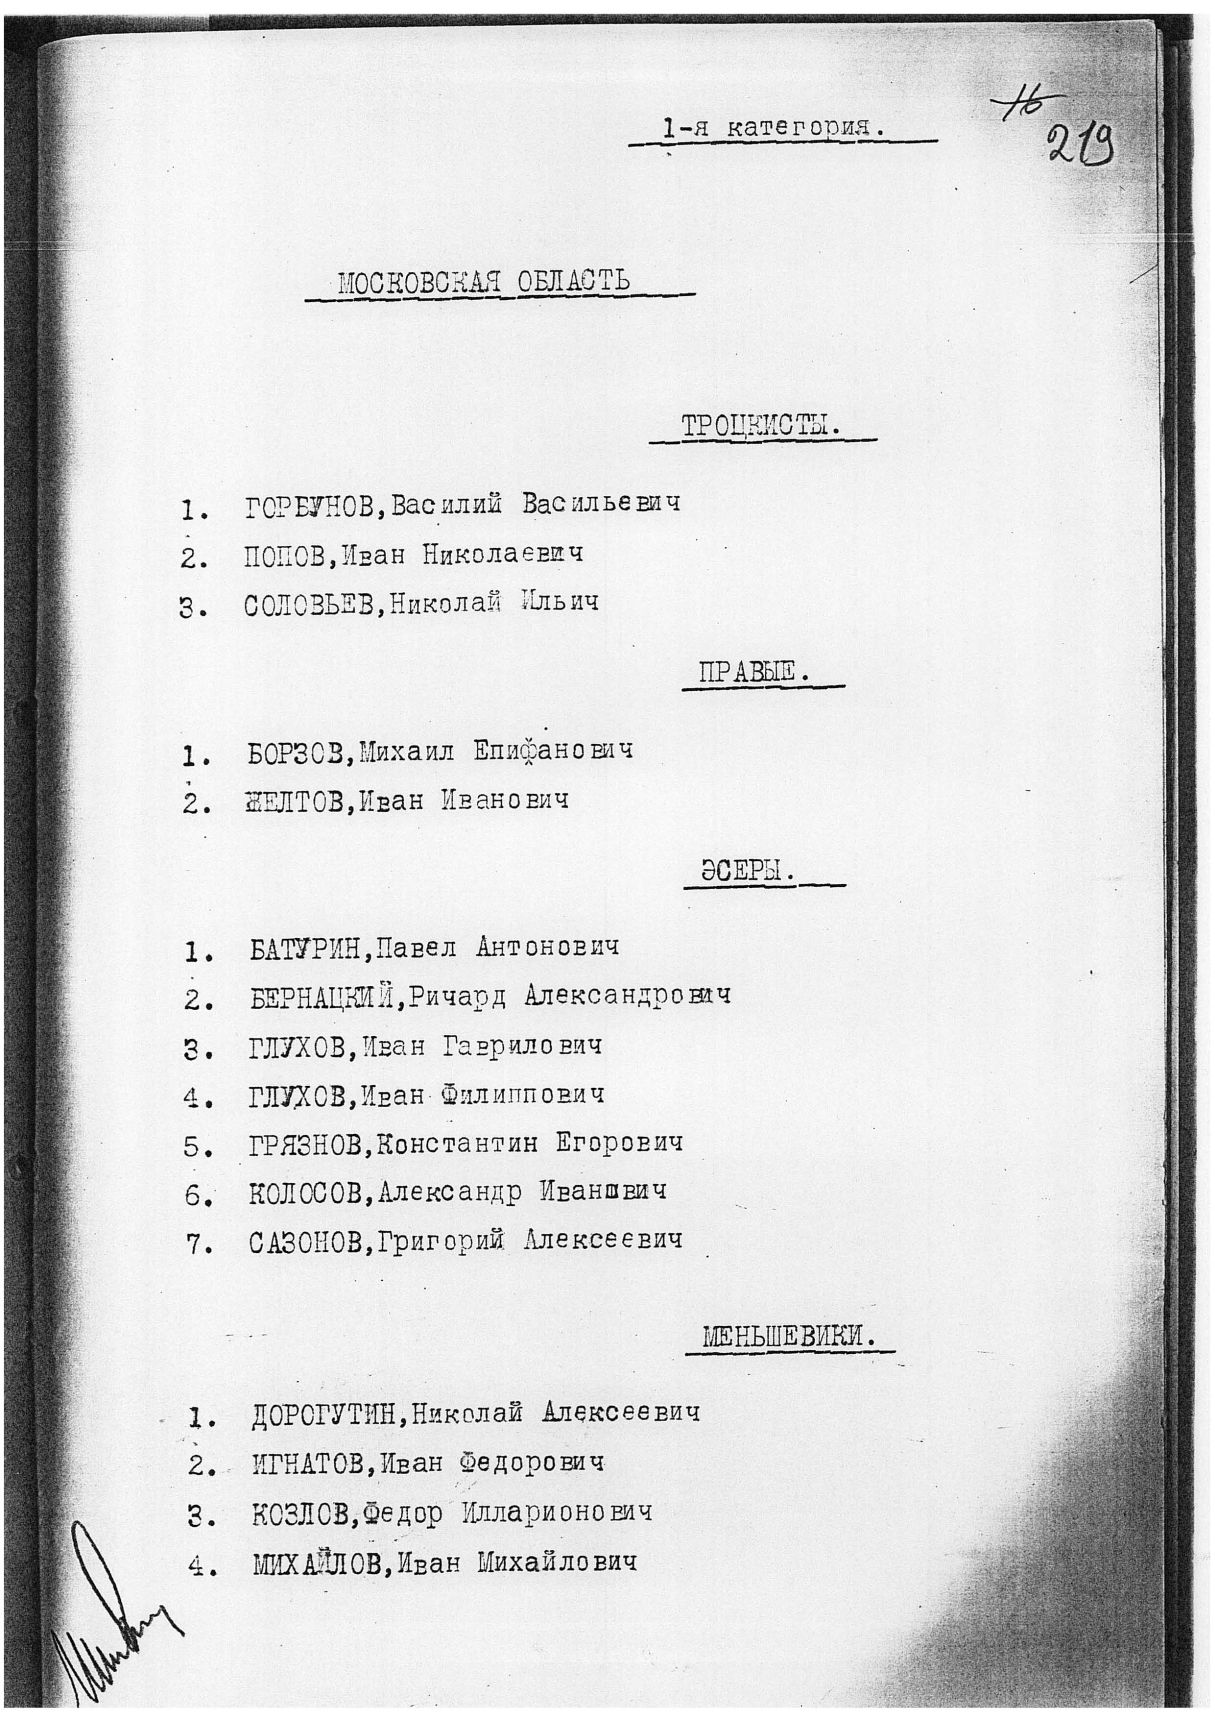 1-я категория.
16
219
МОСКОВСКАЯ ОБЛАСТЬ
ТРОЦКИСТЫ.
1. ГОРБУНОВ,Василий Васильевич
2. ПОПОВ,Иван Николаевич
3. СОЛОВЬЕВ,Николай Ильич
ПРАВЫЕ.
1. БОРЗОВ,Михаил Епифанович
2. ЖЕЛТОВ,Иван Иванович
ЭСЕРЫ.
1. БАТУРИН,Павел Антонович
2. БЕРНАЦКИЙ,Ричард Александрович
3. ГЛУХОВ,Иван Гаврилович
4. ГЛУХОВ,Иван Филиппович
5. ГРЯЗНОВ,Константин Егорович
6. КОЛОСОВ,Александр Иванович
7. САЗОНОВ,Григорий Алексеевич
МЕНЬШЕВИКИ.
1. ДОРОГУТИН,Николай Алексеевич
2. ИГНАТОВ,Иван Федорович
3. КОЗЛОВ,Федор Илларионович
4. МИХАЙЛОВ,Иван Михайлович